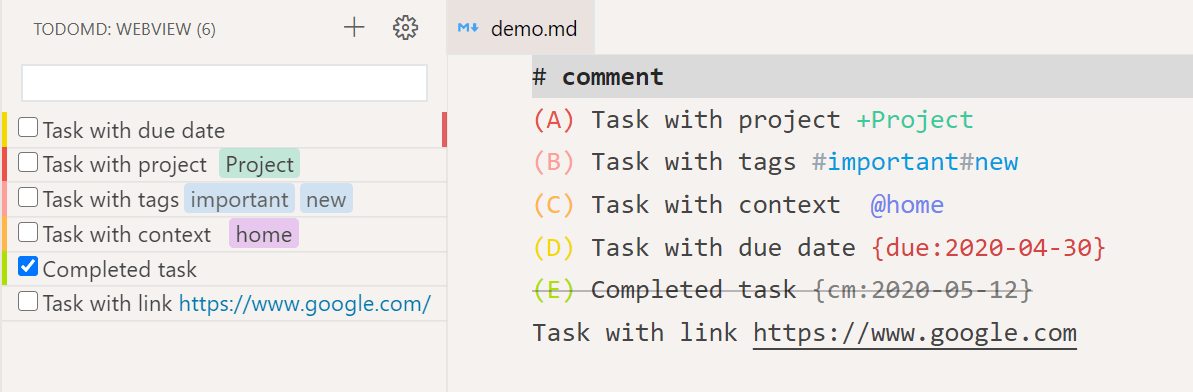 TODOMD: WEBVIEW (6)
Task with due date
Task with project Project
Task with tags important new
Task with context home
Completed task
Task with link https://www.google.com/
demo.md
# comment
(A) Task with project +Project
(B) Task with tags #important#new
(C) Task with context  @home
(D) Task with due date {due:2020-04-30}
(E) Completed task {cm:2020-05-12}
Task with link https://www.google.com